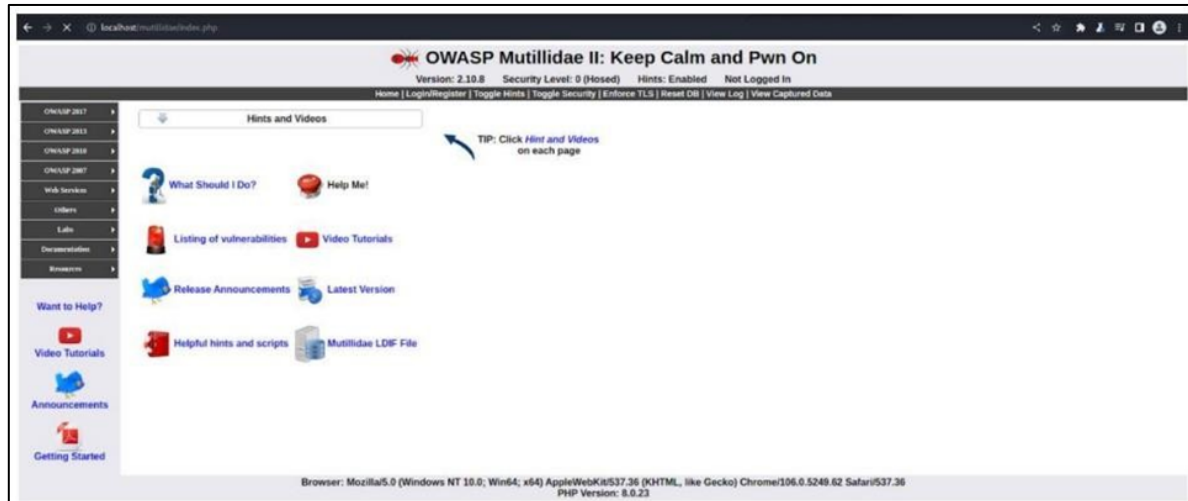 localhost/mutillidae/index.php
OWASP Mutillidae II: Keep Calm and Pwn On
Version: 2.10.8 Security Level: 0 (Hosed) Hints: Enabled Not Logged In
Home | Login/Register | Toggle Hints | Toggle Security | Enforce TLS | Reset DB | View Log | View Captured Data
OWASP 2017
OWASP 2013
OWASP 2010
OWASP 2007
Web Services
Others
Labs
Documentation
Resources
Want to Help?
Video Tutorials
Announcements
Getting Started
Hints and Videos
TIP: Click Hint and Videos
on each page
What Should I Do?
Help Me!
Listing of vulnerabilities
Video Tutorials
Release Announcements
Latest Version
Helpful hints and scripts
Mutillidae LDIF File
Browser: Mozilla/5.0 (Windows NT 10.0; Win64; x64) AppleWebKit/537.36 (KHTML, like Gecko) Chrome/106.0.5249.62 Safari/537.36
PHP Version: 8.0.23